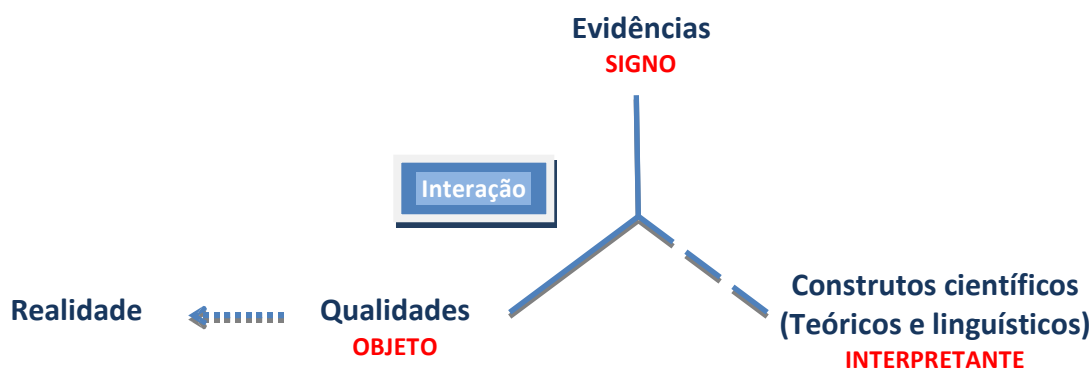 Evidências
SIGNO
Interação
Realidade
Qualidades
OBJETO
Construtos científicos
(Teóricos e linguísticos)
INTERPRETANTE